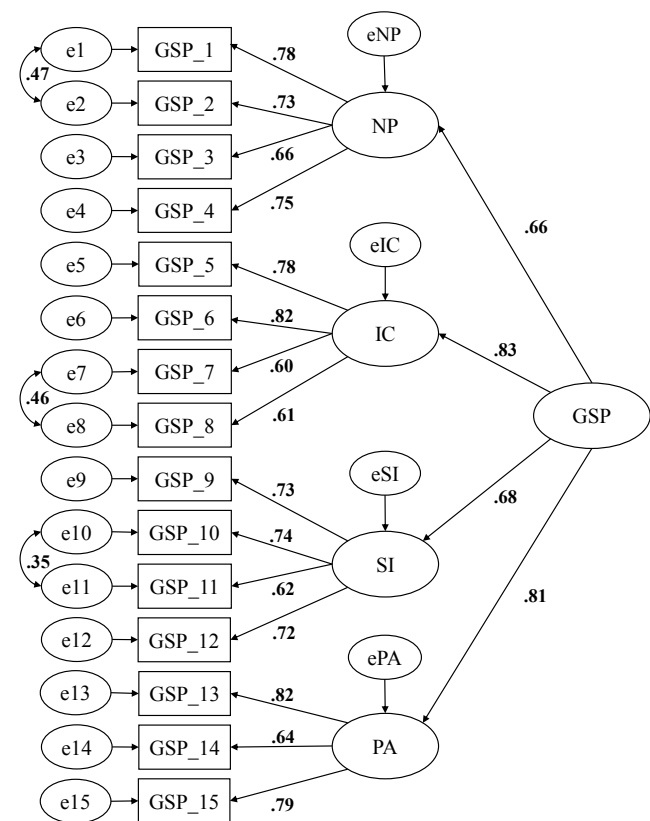 eNP
e1 GSP_1 .78
.47
e2 GSP_2 .73
NP
e3 GSP_3 .66
e4 GSP_4 .75
.66
eIC
e5 GSP_5 .78
e6 GSP_6 .82
IC
.83
e7 GSP_7 .60
.46
e8 GSP_8 .61
GSP
eSI
e9 GSP_9 .73
.68
e10 GSP_10 .74
.35
SI
e11 GSP_11 .62
.81
e12 GSP_12 .72
ePA
e13 GSP_13 .82
e14 GSP_14 .64
PA
e15 GSP_15 .79